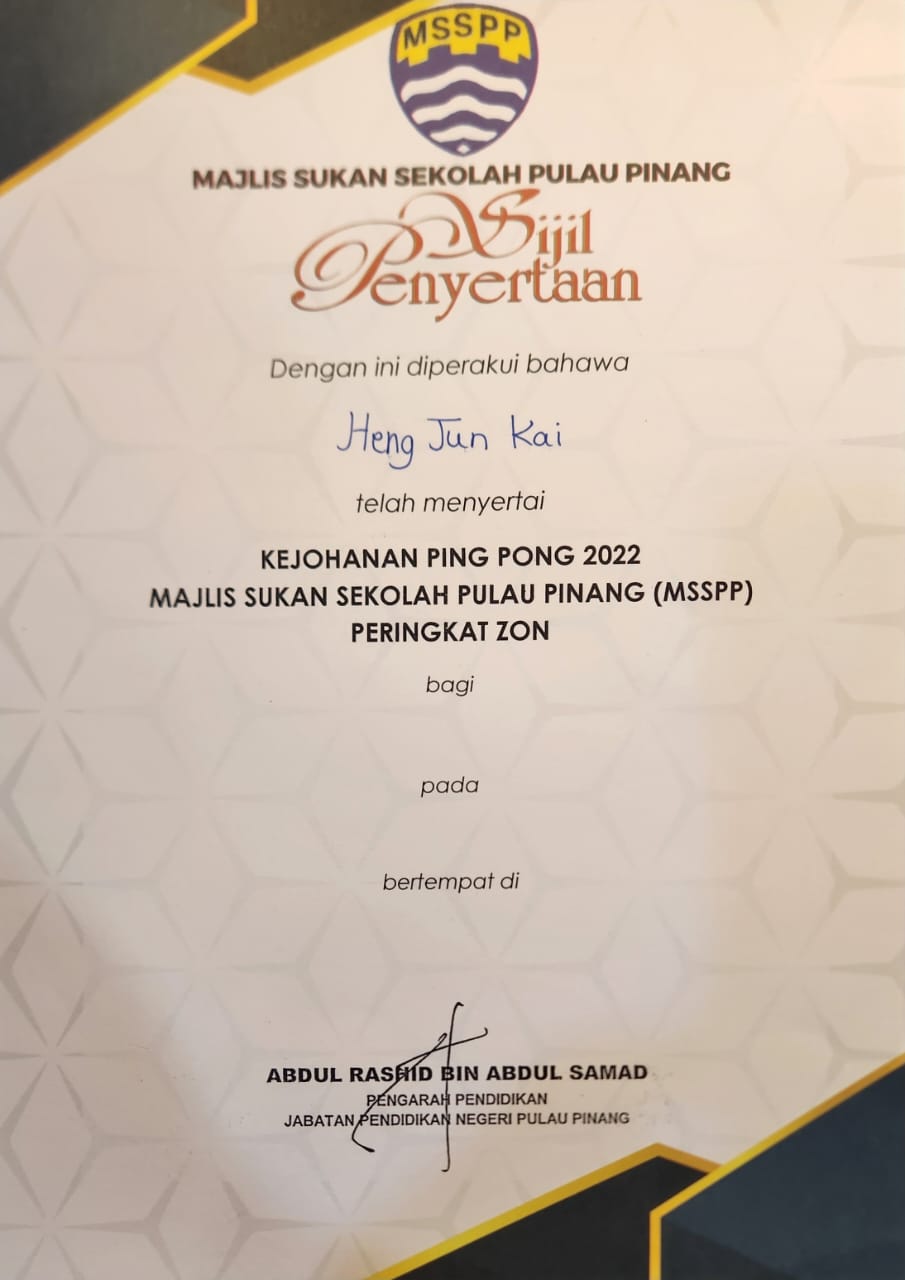 MSSPP
MAJLIS SUKAN SEKOLAH PULAU PINANG
Sijil
Penyertaan
Dengan ini diperakui bahawa
Heng Jun Kai
telah menyertai
KEJOHANAN PING PONG 2022
MAJLIS SUKAN SEKOLAH PULAU PINANG (MSSPP)
PERINGKAT ZON
bagi
pada
bertempat di
ABDUL RASHID BIN ABDUL SAMAD
PENGARAH PENDIDIKAN
JABATAN PENDIDIKAN NEGERI PULAU PINANG